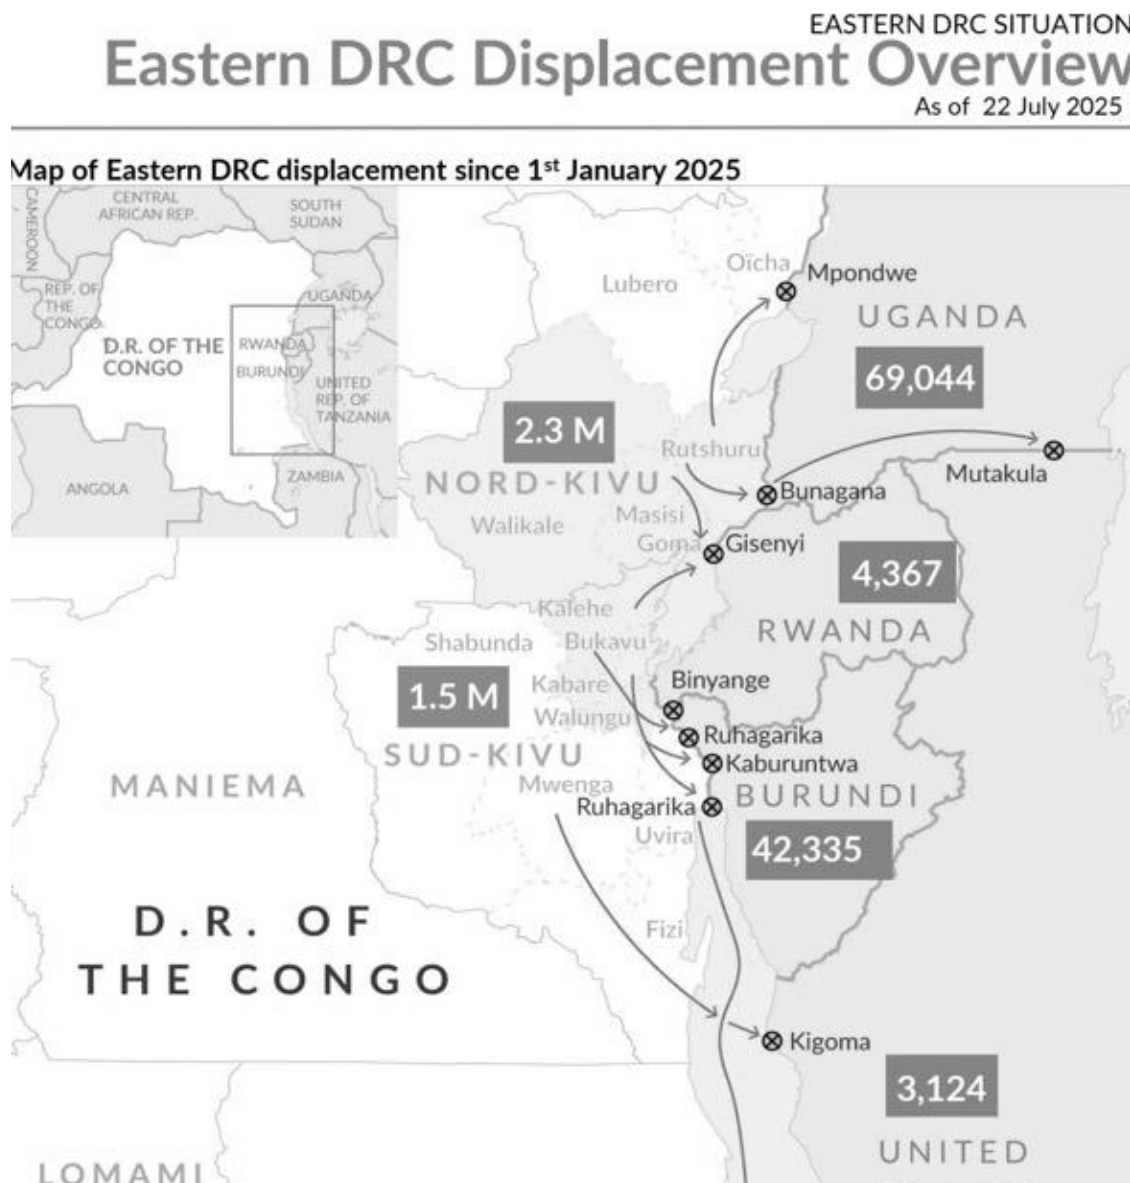 EASTERN DRC SITUATION
Eastern DRC Displacement Overview
As of 22 July 2025
Map of Eastern DRC displacement since 1st January 2025
CAMEROON
CENTRAL
AFRICAN REP.
SOUTH
SUDAN
REP. OF
THE
CONGO
UGANDA
D.R. OF THE
CONGO
RWANDA
BURUNDI
UNITED
REP. OF
TANZANIA
ANGOLA
ZAMBIA
Oïcha
Mpondwe
Lubero
UGANDA
69,044
2.3 M
Rutshuru
Mutakula
NORD-KIVU
Bunagana
Walikale
Masisi
Goma
Gisenyi
4,367
Kalehe
RWANDA
Shabunda
Bukavu
Kabare
Binyange
1.5 M
Walungu
Ruhagarika
SUD-KIVU
Kaburuntwa
MANIEMA
Mwenga
BURUNDI
Ruhagarika
Uvira
42,335
D.R. OF
THE CONGO
Fizi
Kigoma
3,124
UNITED
LOMAMI